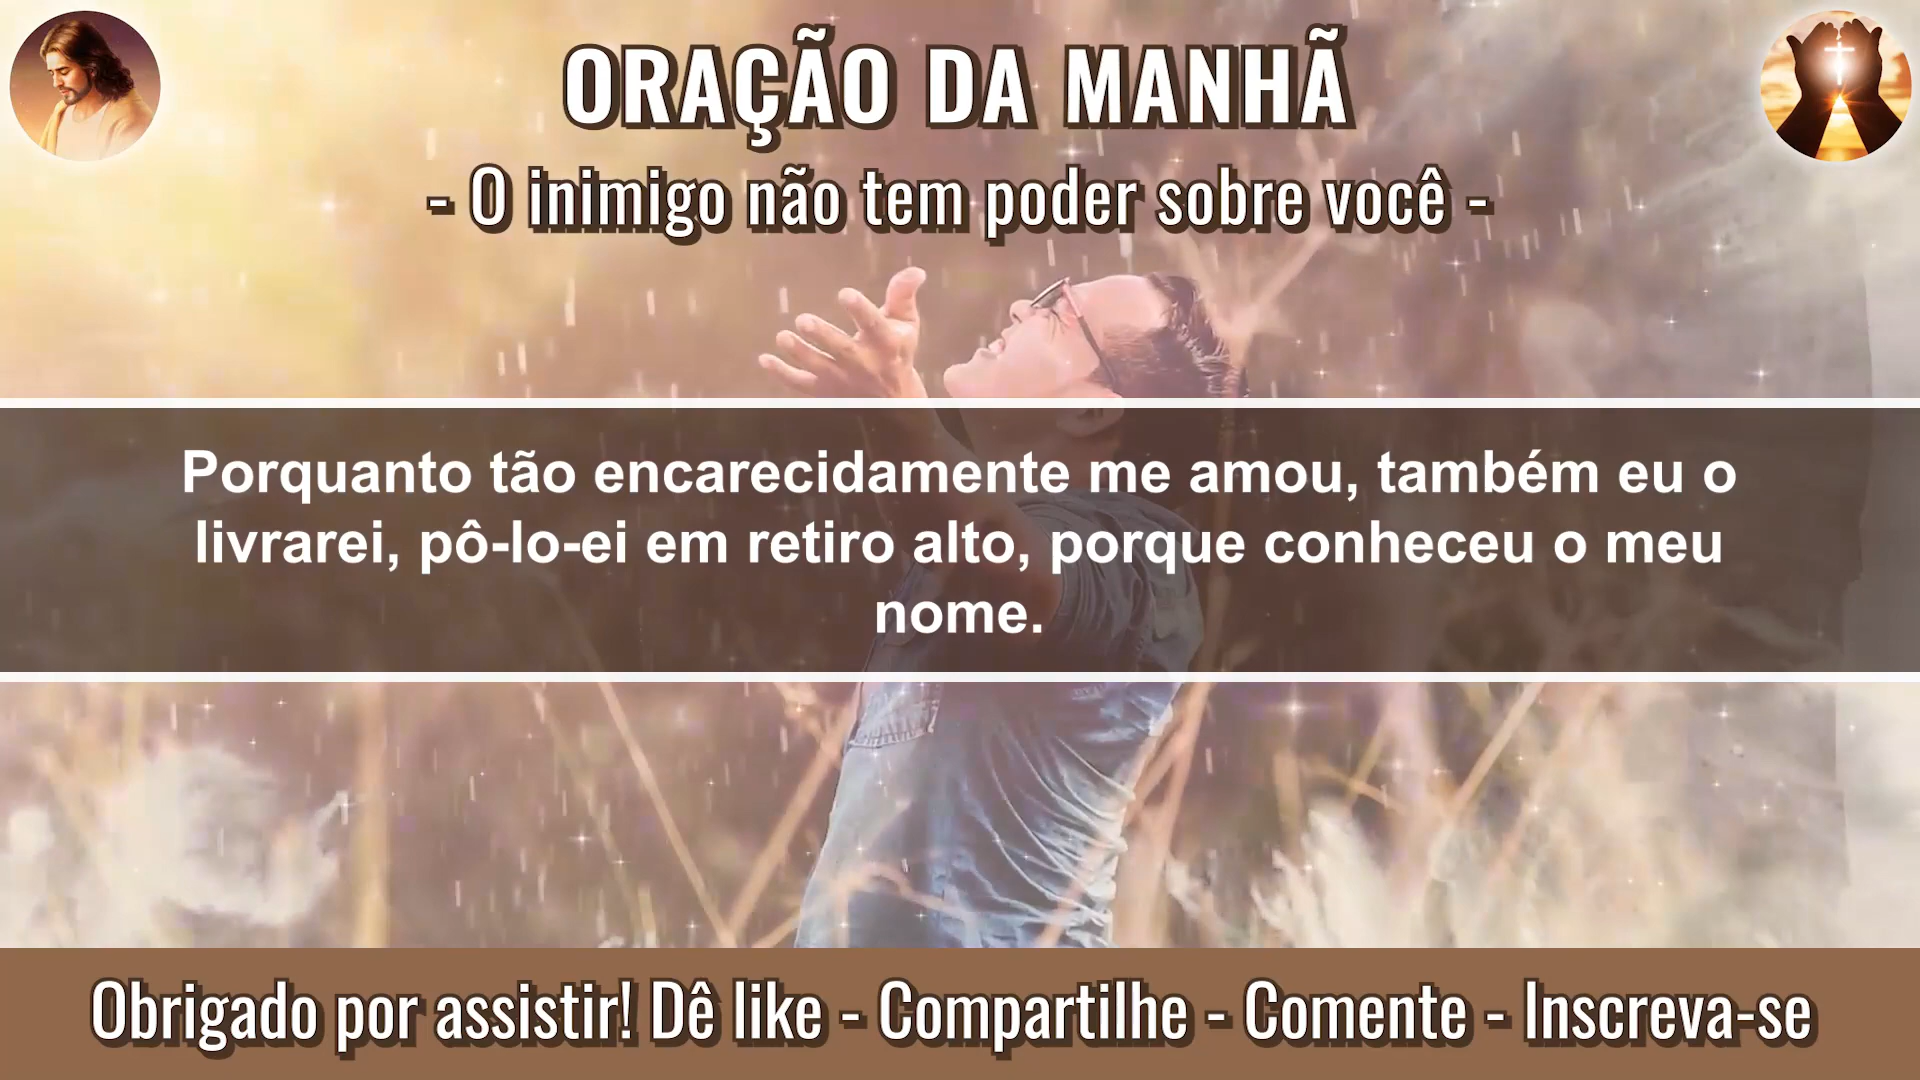 ORAÇÃO DA MANHÃ
- O inimigo não tem poder sobre você -
Porquanto tão encarecidamente me amou, também eu o
livrarei, pô-lo-ei em retiro alto, porque conheceu o meu
nome.
Obrigado por assistir! Dê like - Compartilhe - Comente - Inscreva-se